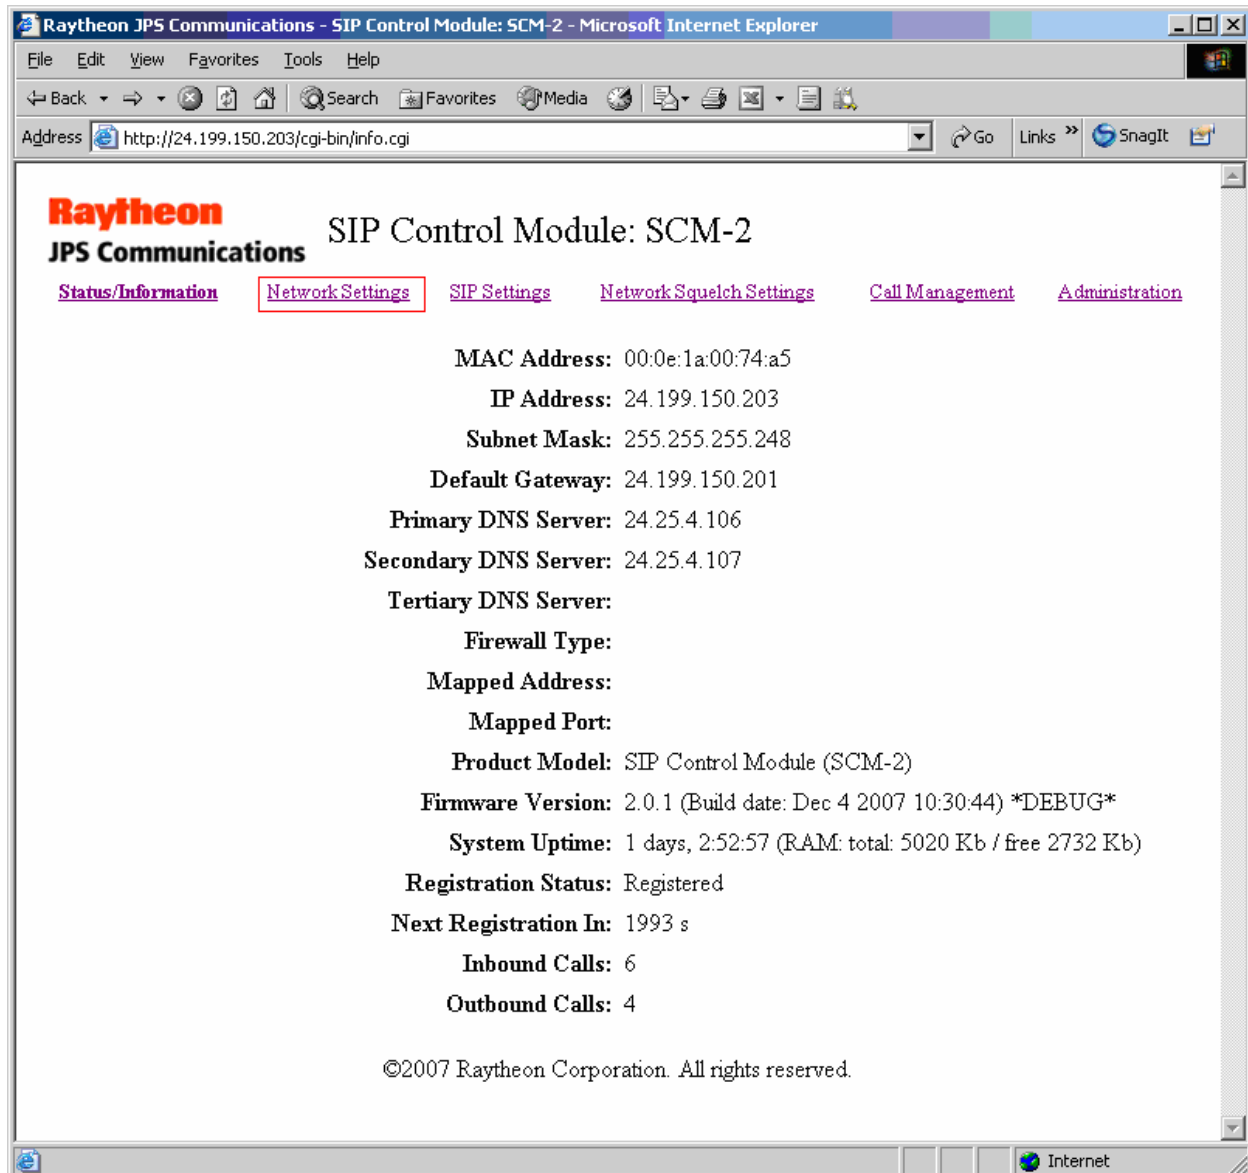 Raytheon JPS Communications - SIP Control Module: SCM-2 - Microsoft Internet Explorer
File Edit View Favorites Tools Help
Back Search Favorites Media
Address http://24.199.150.203/cgi-bin/info.cgi Go Links » SnagIt
Raytheon
JPS Communications
SIP Control Module: SCM-2
Status/Information Network Settings SIP Settings Network Squelch Settings Call Management Administration
MAC Address: 00:0e:1a:00:74:a5
IP Address: 24.199.150.203
Subnet Mask: 255.255.255.248
Default Gateway: 24.199.150.201
Primary DNS Server: 24.25.4.106
Secondary DNS Server: 24.25.4.107
Tertiary DNS Server:
Firewall Type:
Mapped Address:
Mapped Port:
Product Model: SIP Control Module (SCM-2)
Firmware Version: 2.0.1 (Build date: Dec 4 2007 10:30:44) *DEBUG*
System Uptime: 1 days, 2:52:57 (RAM: total: 5020 Kb / free 2732 Kb)
Registration Status: Registered
Next Registration In: 1993 s
Inbound Calls: 6
Outbound Calls: 4
©2007 Raytheon Corporation. All rights reserved.
Internet